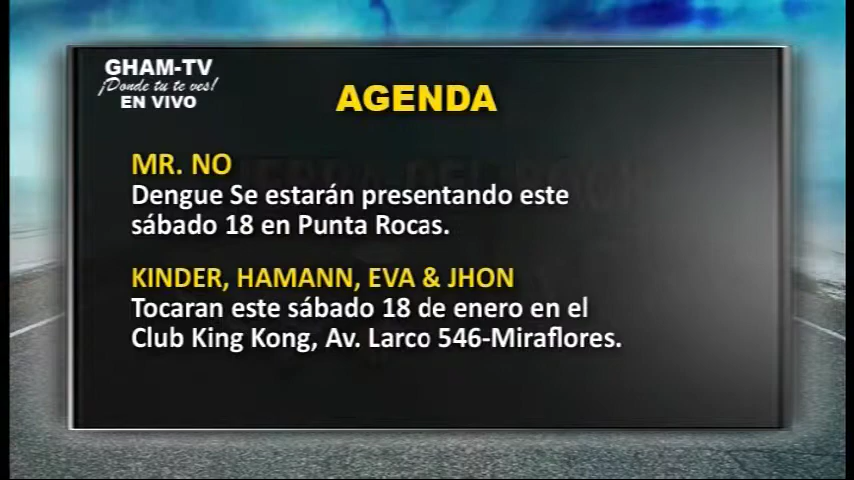 GHAM-TV
¡Donde tu te ves!
EN VIVO
AGENDA
MR. NO
Dengue Se estarán presentando este
sábado 18 en Punta Rocas.
KINDER, HAMANN, EVA & JHON
Tocaran este sábado 18 de enero en el
Club King Kong, Av. Larco 546-Miraflores.